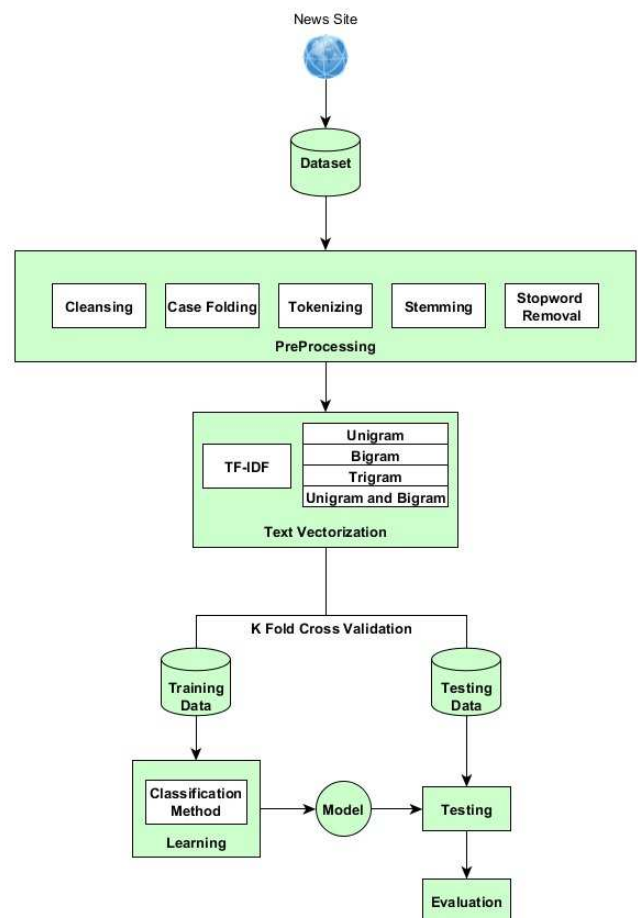 News Site
Dataset
Cleansing
Case Folding
Tokenizing
Stemming
Stopword
Removal
PreProcessing
TF-IDF
Unigram
Bigram
Trigram
Unigram and Bigram
Text Vectorization
K Fold Cross Validation
Training
Data
Testing
Data
Classification
Method
Learning
Model
Testing
Evaluation